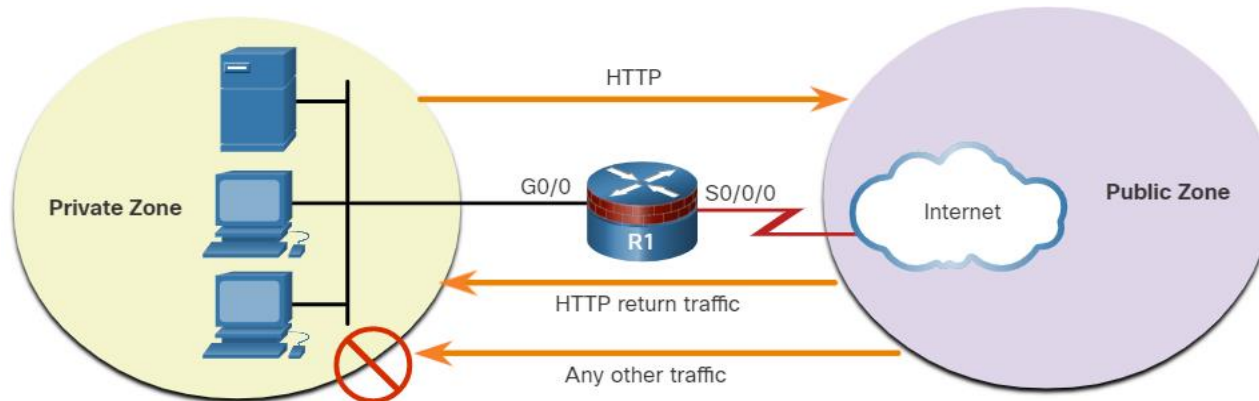 HTTP
Private Zone
G0/0
S0/0/0
R1
Internet
Public Zone
HTTP return traffic
Any other traffic